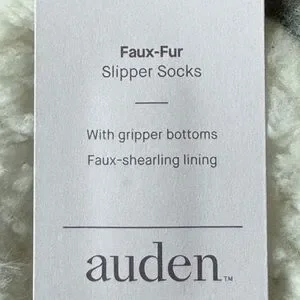 Faux-Fur
Slipper Socks
With gripper bottoms
Faux-shearling lining
auden™